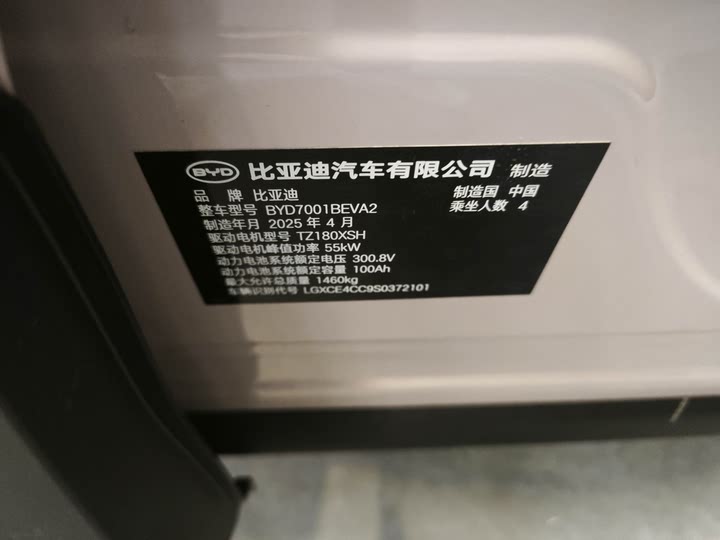 BYD 比亚迪汽车有限公司 制造
品 牌 比亚迪 制造国 中国
整车型号 BYD7001BEVA2 乘坐人数 4
制造年月 2025 年 4 月
驱动电机型号 TZ180XSH
驱动电机峰值功率 55kW
动力电池系统额定电压 300.8V
动力电池系统额定容量 100Ah
最大允许总质量 1460kg
车辆识别代号 LGXCE4CC9S0372101